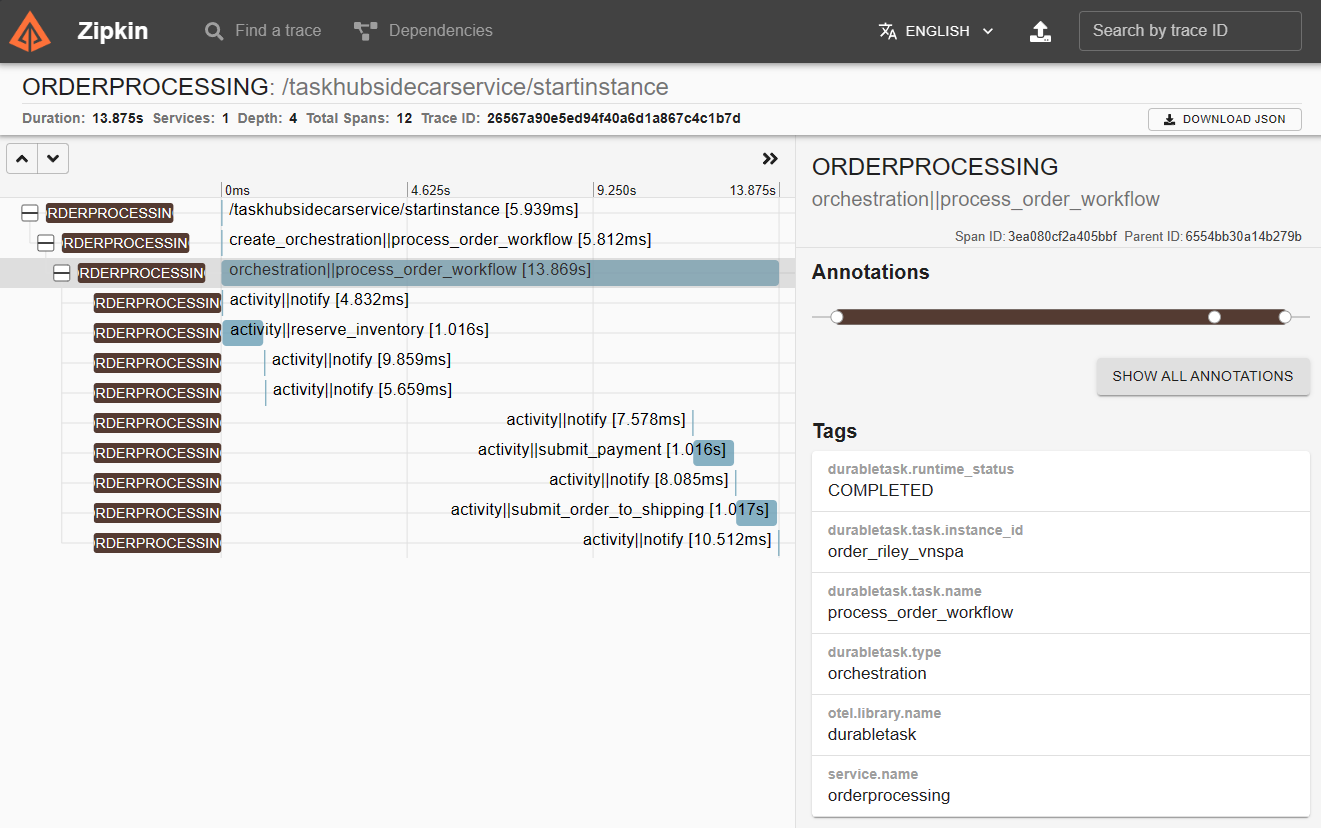 Zipkin
Find a trace
Dependencies
ENGLISH
Search by trace ID
ORDERPROCESSING: /taskhubsidecarservice/startinstance
Duration: 13.875s Services: 1 Depth: 4 Total Spans: 12 Trace ID: 26567a90e5ed94f40a6d1a867c4c1b7d
DOWNLOAD JSON
0ms 4.625s 9.250s 13.875s
RDERPROCESSIN /taskhubsidecarservice/startinstance [5.939ms]
RDERPROCESSIN create_orchestration||process_order_workflow [5.812ms]
RDERPROCESSIN orchestration||process_order_workflow [13.869s]
RDERPROCESSIN activity||notify [4.832ms]
RDERPROCESSIN activity||reserve_inventory [1.016s]
RDERPROCESSIN activity||notify [9.859ms]
RDERPROCESSIN activity||notify [5.659ms]
RDERPROCESSIN activity||notify [7.578ms]
RDERPROCESSIN activity||submit_payment [1.016s]
RDERPROCESSIN activity||notify [8.085ms]
RDERPROCESSIN activity||submit_order_to_shipping [1.017s]
RDERPROCESSIN activity||notify [10.512ms]
ORDERPROCESSING
orchestration||process_order_workflow
Span ID: 3ea080cf2a405bbf Parent ID: 6554bb30a14b279b
Annotations
SHOW ALL ANNOTATIONS
Tags
durabletask.runtime_status
COMPLETED
durabletask.task.instance_id
order_riley_vnspa
durabletask.task.name
process_order_workflow
durabletask.type
orchestration
otel.library.name
durabletask
service.name
orderprocessing